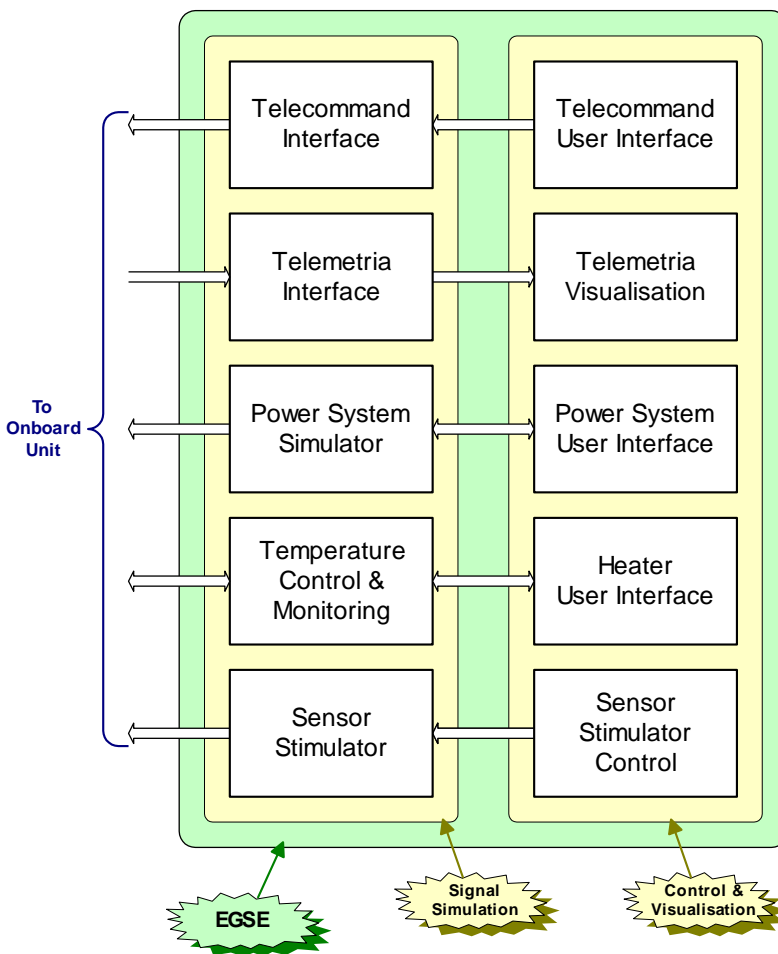 Telecommand
Interface
Telecommand
User Interface
Telemetria
Interface
Telemetria
Visualisation
To
Onboard
Unit
Power System
Simulator
Power System
User Interface
Temperature
Control &
Monitoring
Heater
User Interface
Sensor
Stimulator
Sensor
Stimulator
Control
EGSE
Signal
Simulation
Control &
Visualisation